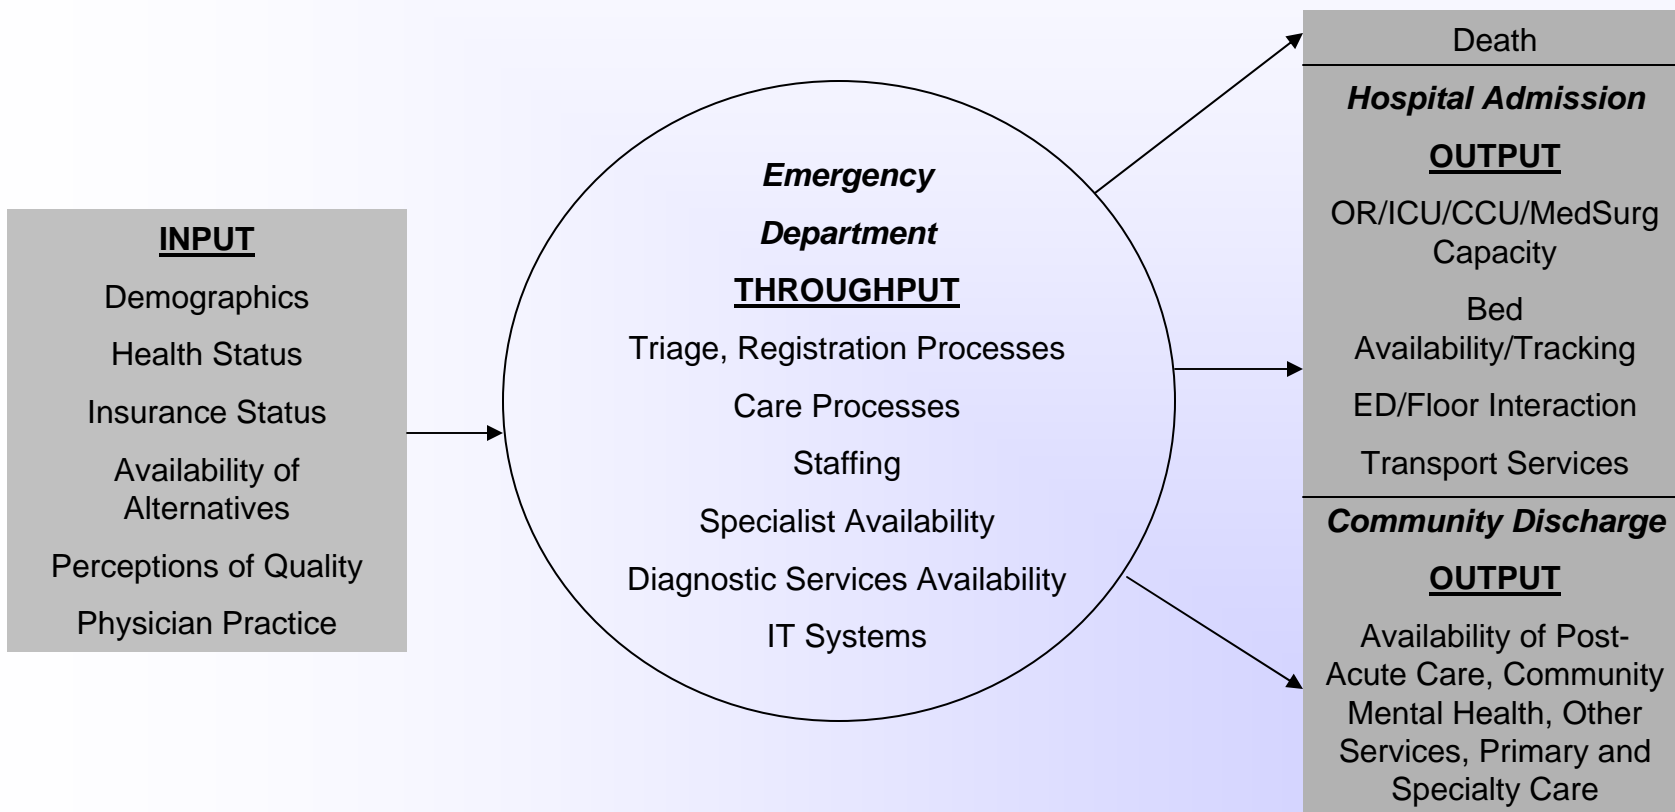 INPUT
Demographics
Health Status
Insurance Status
Availability of
Alternatives
Perceptions of Quality
Physician Practice
Emergency
Department
THROUGHPUT
Triage, Registration Processes
Care Processes
Staffing
Specialist Availability
Diagnostic Services Availability
IT Systems
Death
Hospital Admission
OUTPUT
OR/ICU/CCU/MedSurg
Capacity
Bed
Availability/Tracking
ED/Floor Interaction
Transport Services
Community Discharge
OUTPUT
Availability of Post-
Acute Care, Community
Mental Health, Other
Services, Primary and
Specialty Care